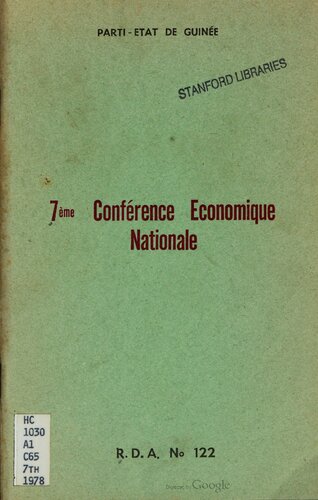 PARTI - ETAT DE GUINÉE
STANFORD LIBRARIES
7ème Conférence Economique
Nationale
HC
1030
A1
C65
7TH
1978
R. D. A. No 122
Digitized by Google